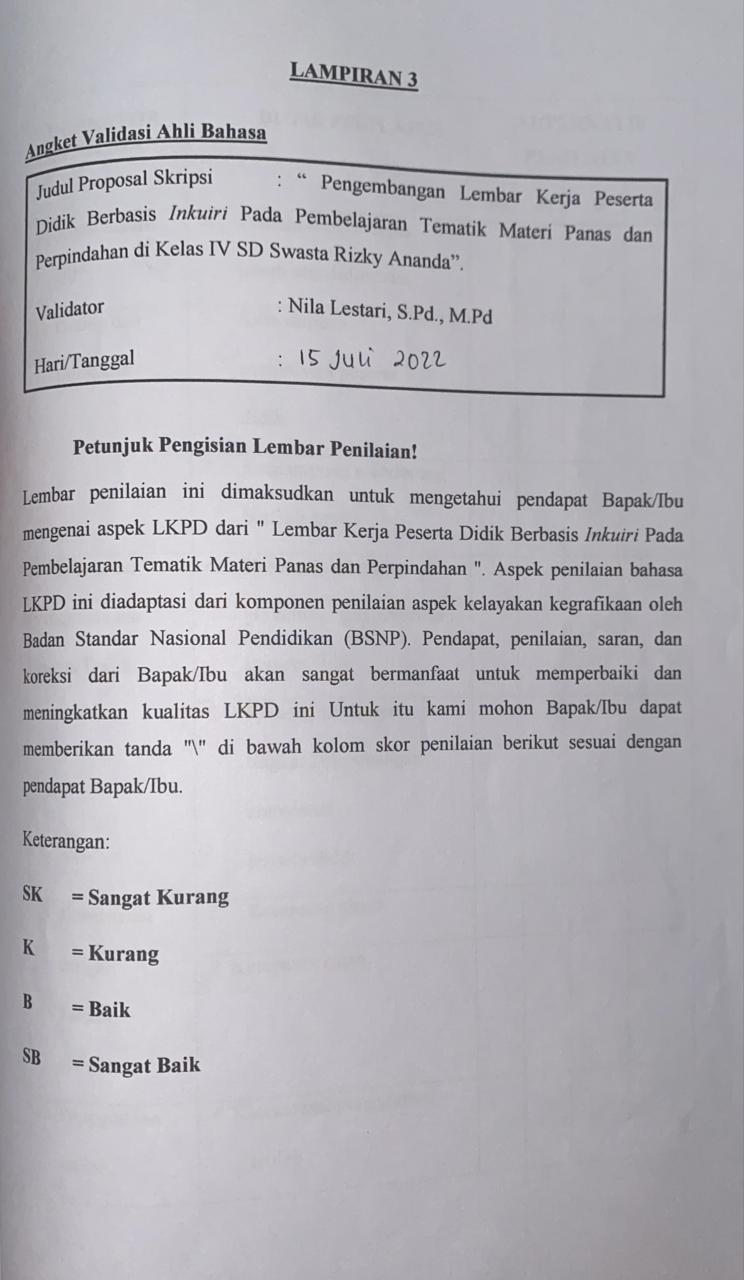 LAMPIRAN 3
Angket Validasi Ahli Bahasa
Judul Proposal Skripsi : “ Pengembangan Lembar Kerja Peserta
Didik Berbasis Inkuiri Pada Pembelajaran Tematik Materi Panas dan
Perpindahan di Kelas IV SD Swasta Rizky Ananda”.
Validator : Nila Lestari, S.Pd., M.Pd
Hari/Tanggal : 15 Juli 2022
Petunjuk Pengisian Lembar Penilaian!
Lembar penilaian ini dimaksudkan untuk mengetahui pendapat Bapak/Ibu
mengenai aspek LKPD dari " Lembar Kerja Peserta Didik Berbasis Inkuiri Pada
Pembelajaran Tematik Materi Panas dan Perpindahan ". Aspek penilaian bahasa
LKPD ini diadaptasi dari komponen penilaian aspek kelayakan kegrafikaan oleh
Badan Standar Nasional Pendidikan (BSNP). Pendapat, penilaian, saran, dan
koreksi dari Bapak/Ibu akan sangat bermanfaat untuk memperbaiki dan
meningkatkan kualitas LKPD ini Untuk itu kami mohon Bapak/Ibu dapat
memberikan tanda "\" di bawah kolom skor penilaian berikut sesuai dengan
pendapat Bapak/Ibu.
Keterangan:
SK = Sangat Kurang
K = Kurang
B = Baik
SB = Sangat Baik